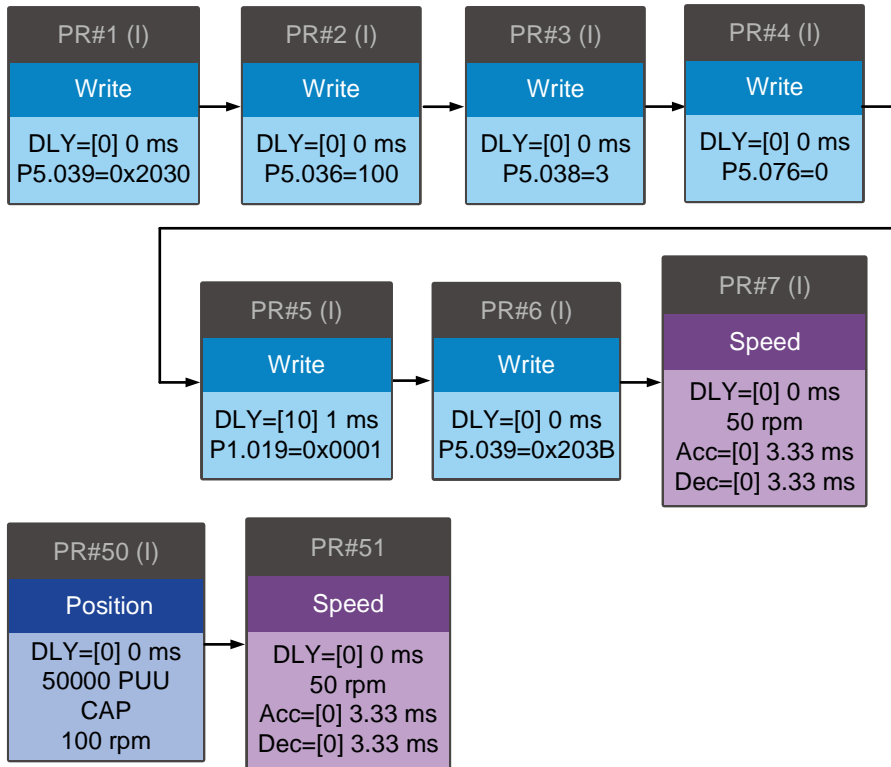 PR#1 (I)
Write
DLY=[0] 0 ms
P5.039=0x2030
PR#2 (I)
Write
DLY=[0] 0 ms
P5.036=100
PR#3 (I)
Write
DLY=[0] 0 ms
P5.038=3
PR#4 (I)
Write
DLY=[0] 0 ms
P5.076=0
PR#5 (I)
Write
DLY=[10] 1 ms
P1.019=0x0001
PR#6 (I)
Write
DLY=[0] 0 ms
P5.039=0x203B
PR#7 (I)
Speed
DLY=[0] 0 ms
50 rpm
Acc=[0] 3.33 ms
Dec=[0] 3.33 ms
PR#50 (I)
Position
DLY=[0] 0 ms
50000 PUU
CAP
100 rpm
PR#51
Speed
DLY=[0] 0 ms
50 rpm
Acc=[0] 3.33 ms
Dec=[0] 3.33 ms